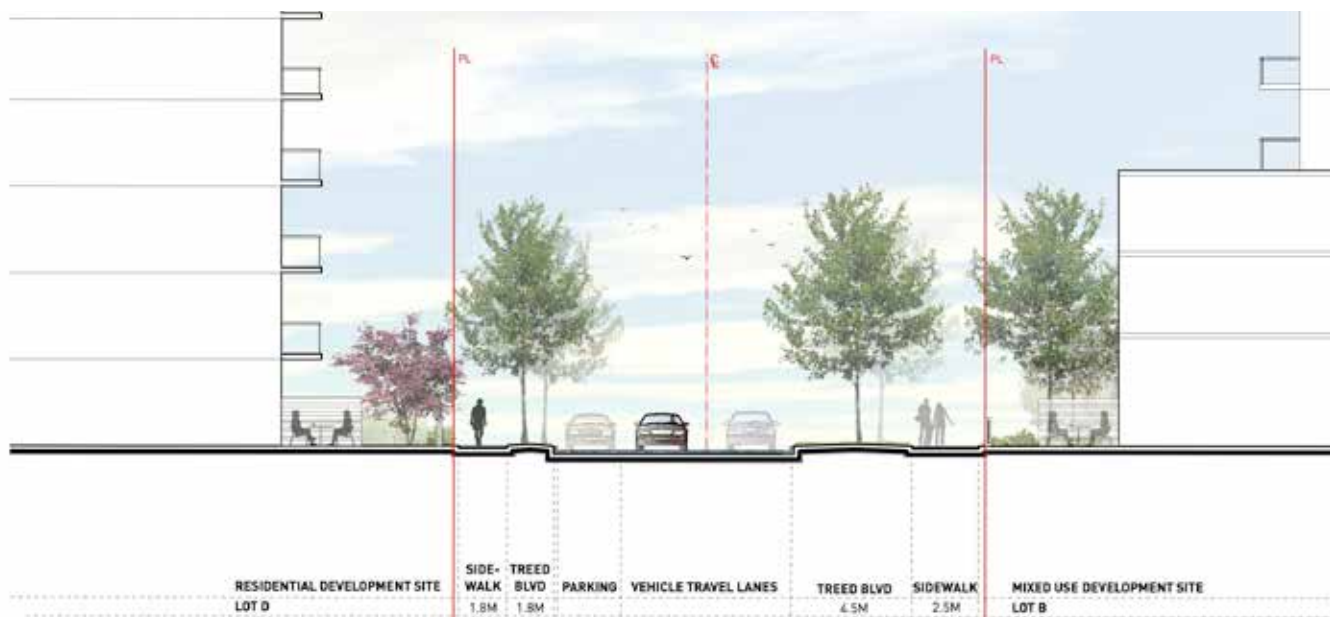 PL
℄
PL
RESIDENTIAL DEVELOPMENT SITE
SIDE-
WALK
TREED
BLVD
PARKING
VEHICLE TRAVEL LANES
TREED BLVD
SIDEWALK
MIXED USE DEVELOPMENT SITE
LOT D
1.8M
1.8M
4.5M
2.5M
LOT B